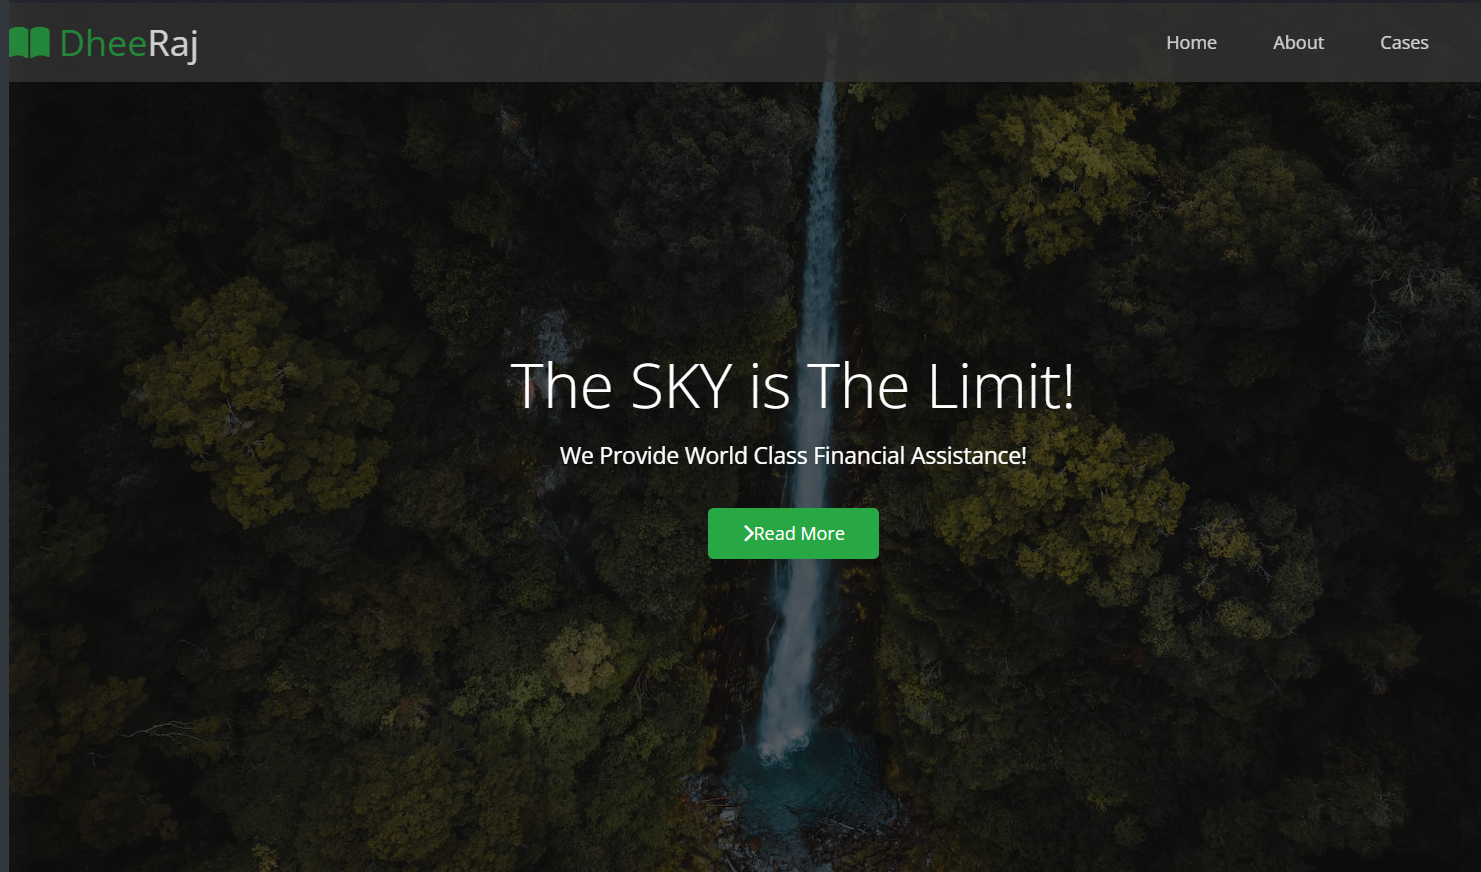 DheeRaj
Home About Cases
The SKY is The Limit!
We Provide World Class Financial Assistance!
Read More